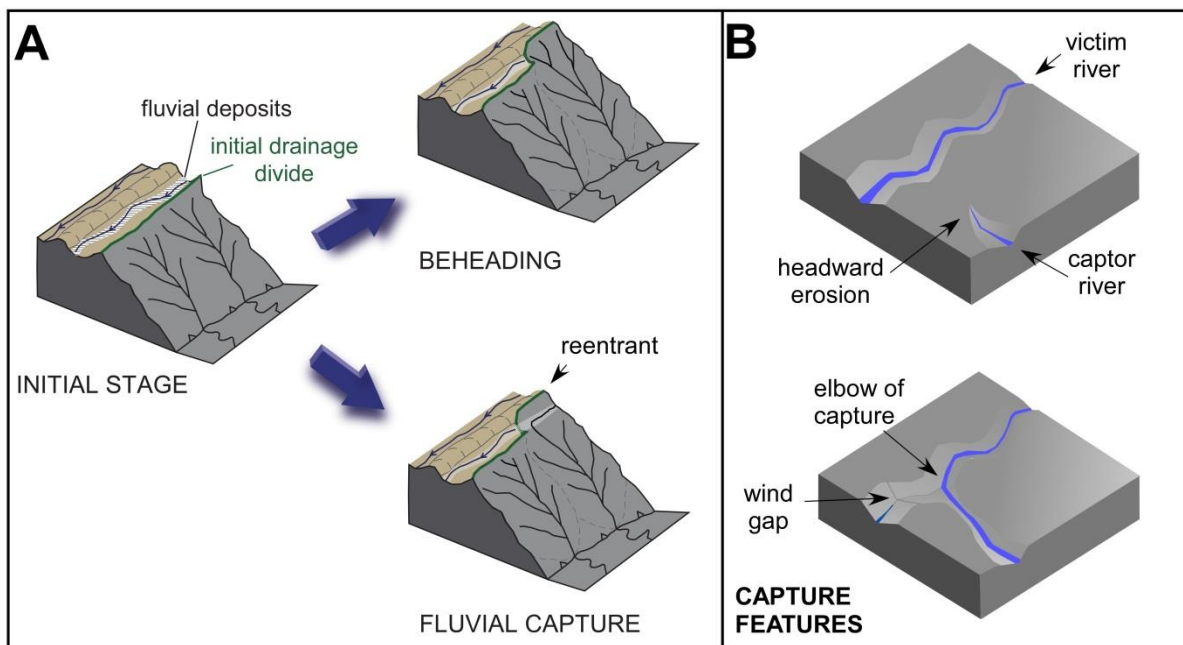 A
fluvial deposits
initial drainage
divide
INITIAL STAGE
BEHEADING
reentrant
FLUVIAL CAPTURE
B
victim
river
headward
erosion
captor
river
elbow of
capture
wind
gap
CAPTURE
FEATURES